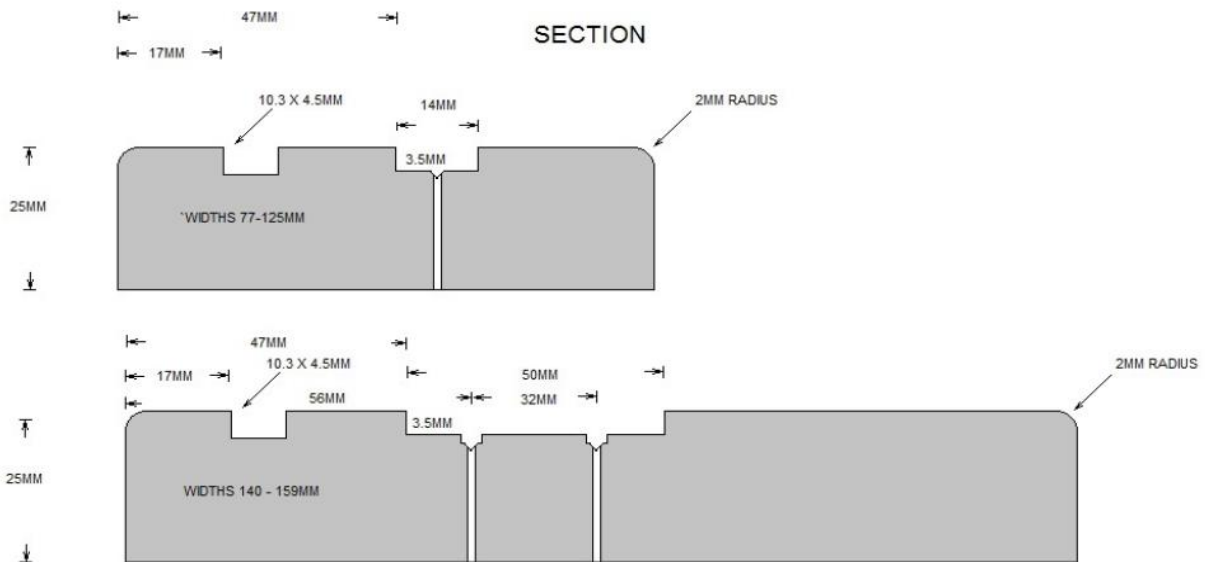 47MM
SECTION
17MM
10.3 X 4.5MM
14MM
2MM RADIUS
3.5MM
25MM
`WIDTHS 77-125MM
47MM
10.3 X 4.5MM
2MM RADIUS
17MM
50MM
56MM
32MM
3.5MM
25MM
WIDTHS 140 - 159MM